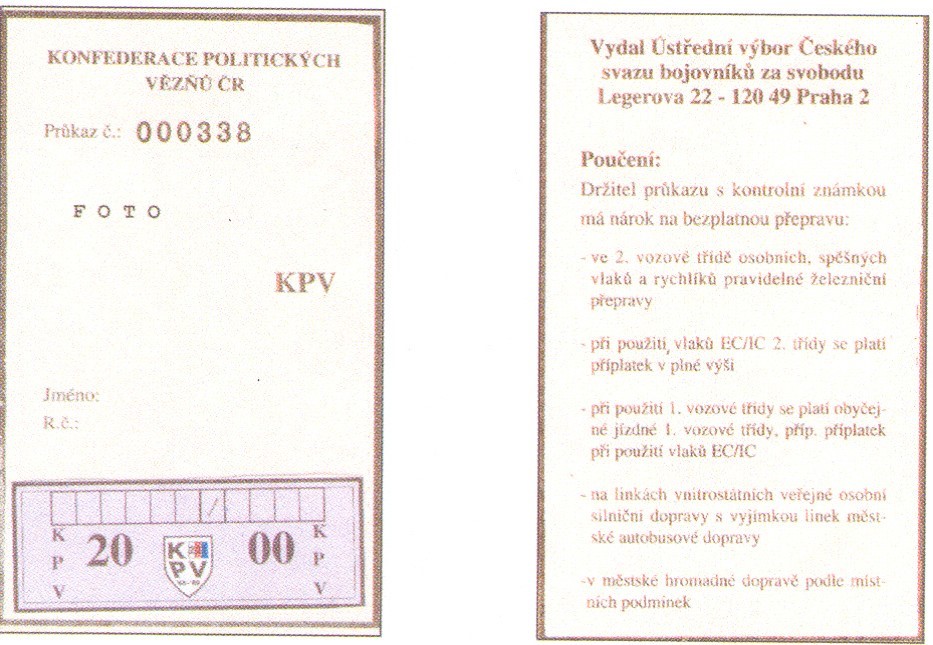 KONFEDERACE POLITICKÝCH
VĚZŇŮ ČR
Průkaz č.: 000338
F O T O
KPV
Jméno:
R.č.:
/
K P V
20
KPV
00
K P V
Vydal Ústřední výbor Českého
svazu bojovníků za svobodu
Legerova 22 - 120 49 Praha 2
Poučení:
Držitel průkazu s kontrolní známkou
má nárok na bezplatnou přepravu:
- ve 2. vozové třídě osobních, spěšných
vlaků a rychlíků pravidelné železniční
přepravy
- při použití vlaků EC/IC 2. třídy se platí
příplatek v plné výši
- při použití 1. vozové třídy se platí obyčej-
né jízdné 1. vozové třídy, příp. příplatek
při použití vlaků EC/IC
- na linkách vnitrostátních veřejné osobní
silniční dopravy s vyjímkou linek měst-
ské autobusové dopravy
-v městské hromadné dopravě podle míst-
ních podmínek